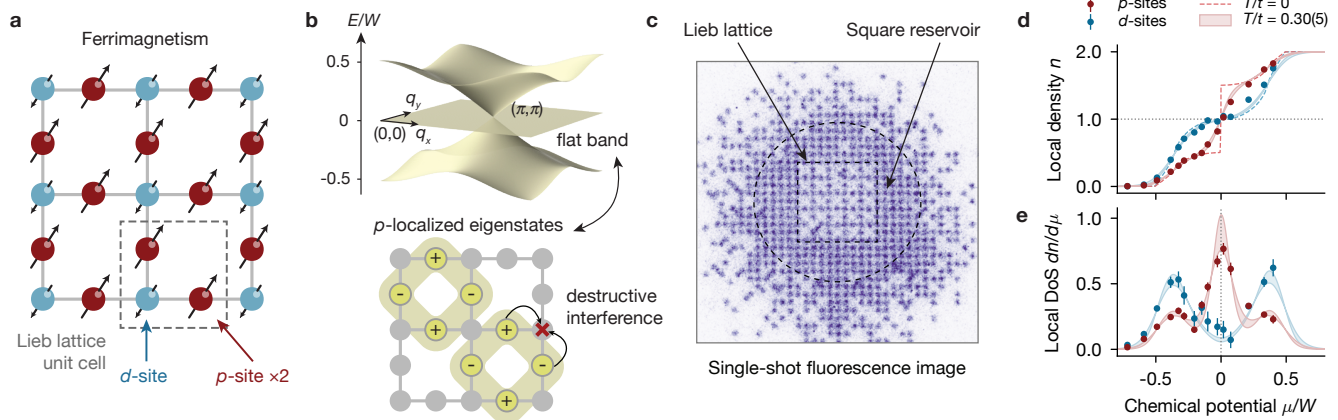 a
Ferrimagnetism
Lieb lattice
unit cell
d-site
p-site ×2
b
E/W
0.5
0
-0.5
q_y
(0,0)
q_x
(π,π)
flat band
p-localized eigenstates
+
-
-
+
+
-
-
+
destructive
interference
c
Lieb lattice
Square reservoir
Single-shot fluorescence image
d
p-sites
d-sites
T/t = 0
T/t = 0.30(5)
Local density n
2.0
1.0
0.0
e
Local DoS dn/dμ
1.0
0.5
0.0
-0.5
0
0.5
Chemical potential μ/W